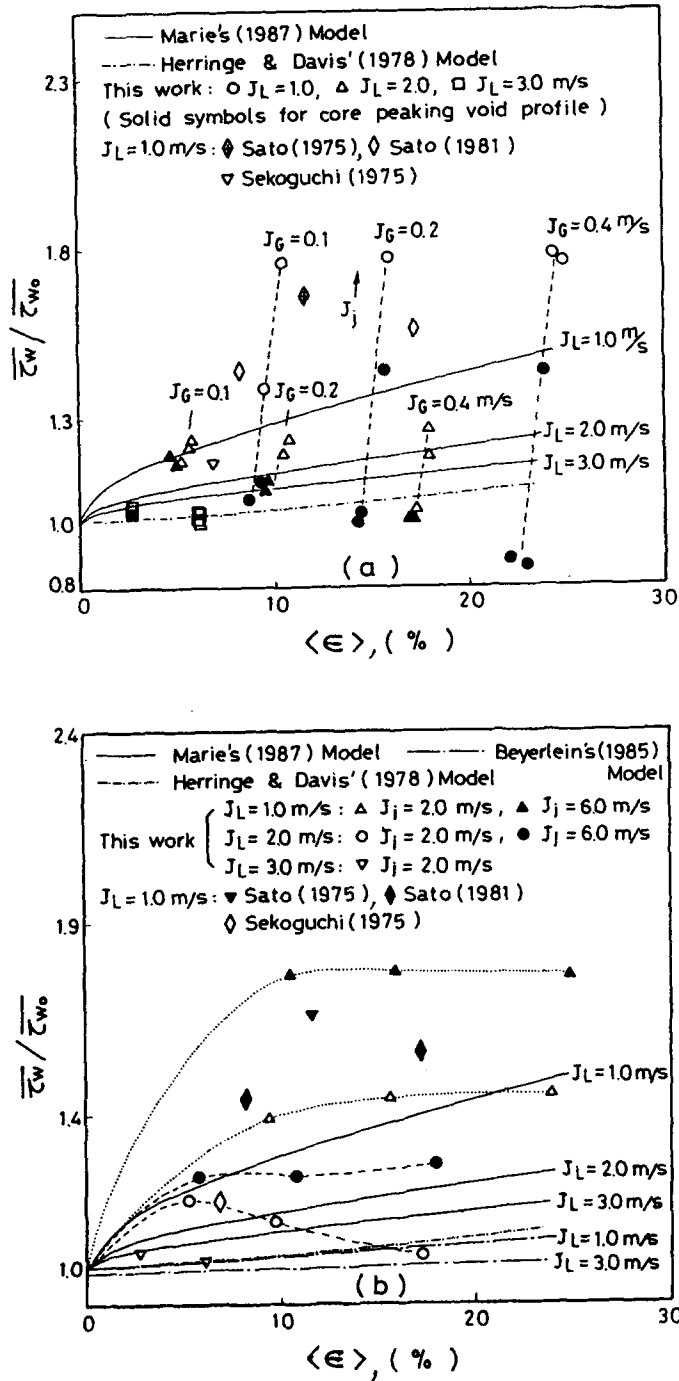 (a)
Marie's (1987) Model
Herringe & Davis' (1978) Model
This work : ○ J_L=1.0, △ J_L=2.0, □ J_L=3.0 m/s
( Solid symbols for core peaking void profile )
J_L=1.0 m/s : ◆ Sato (1975), ◇ Sato (1981)
▽ Sekoguchi (1975)
2.3
1.8
1.3
1.0
0.8
J_G=0.1
J_G=0.2
J_G=0.4 m/s
J_j
J_L=1.0 m/s
J_G=0.1
J_G=0.2
J_G=0.4 m/s
J_L=2.0 m/s
J_L=3.0 m/s
(a)
τ_w / τ_wo
0
10
20
30
<ϵ>, ( % )
2.4
1.9
1.4
1.0
Marie's (1987) Model
Beyerlein's (1985) Model
Herringe & Davis' (1978) Model
This work
J_L=1.0 m/s : △ J_j=2.0 m/s, ▲ J_j=6.0 m/s
J_L=2.0 m/s : ○ J_j=2.0 m/s, ● J_j=6.0 m/s
J_L=3.0 m/s : ▽ J_j=2.0 m/s
J_L=1.0 m/s : ▼ Sato (1975), ◆ Sato (1981)
◇ Sekoguchi (1975)
J_L=1.0 m/s
J_L=2.0 m/s
J_L=3.0 m/s
J_L=1.0 m/s
J_L=3.0 m/s
(b)
τ_w / τ_wo
0
10
20
30
<ϵ>, ( % )